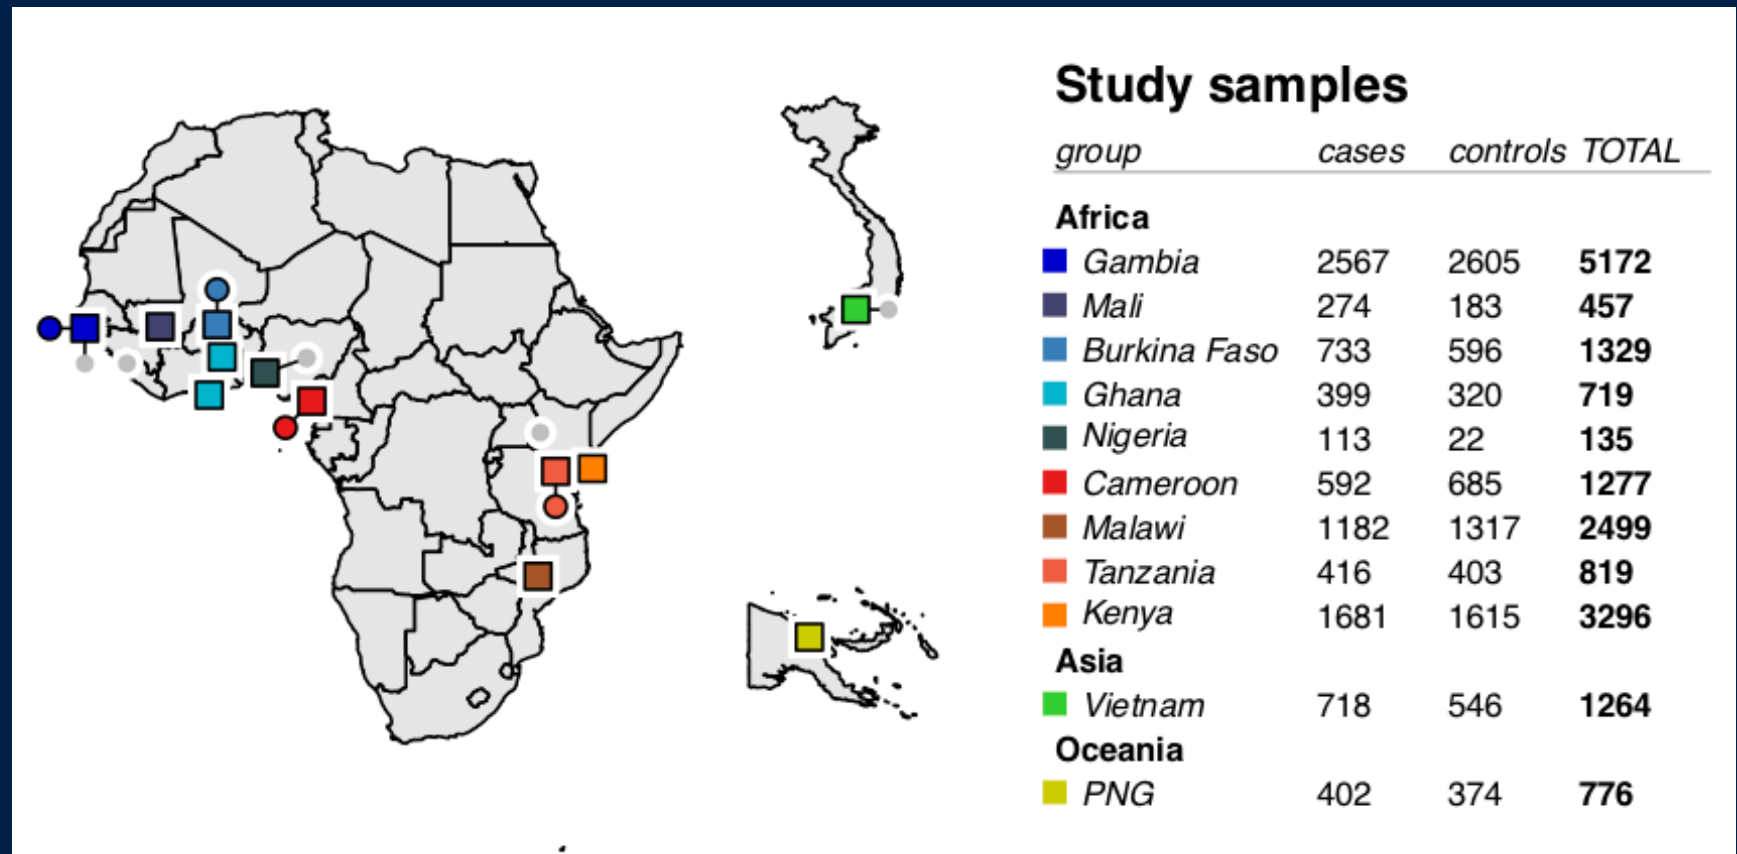 Study samples
group cases controls TOTAL
Africa
Gambia 2567 2605 5172
Mali 274 183 457
Burkina Faso 733 596 1329
Ghana 399 320 719
Nigeria 113 22 135
Cameroon 592 685 1277
Malawi 1182 1317 2499
Tanzania 416 403 819
Kenya 1681 1615 3296
Asia
Vietnam 718 546 1264
Oceania
PNG 402 374 776